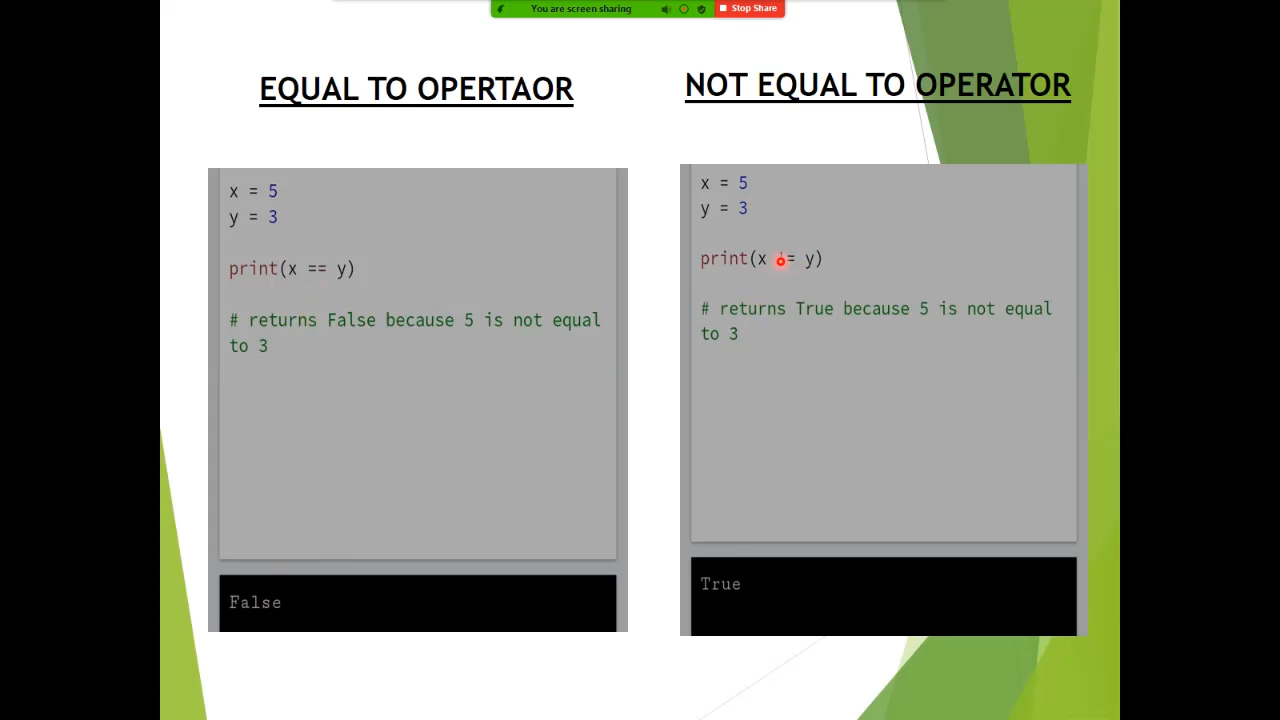 You are screen sharing
Stop Share
EQUAL TO OPERTAOR
x = 5
y = 3
print(x == y)
# returns False because 5 is not equal
to 3
False
NOT EQUAL TO OPERATOR
x = 5
y = 3
print(x != y)
# returns True because 5 is not equal
to 3
True